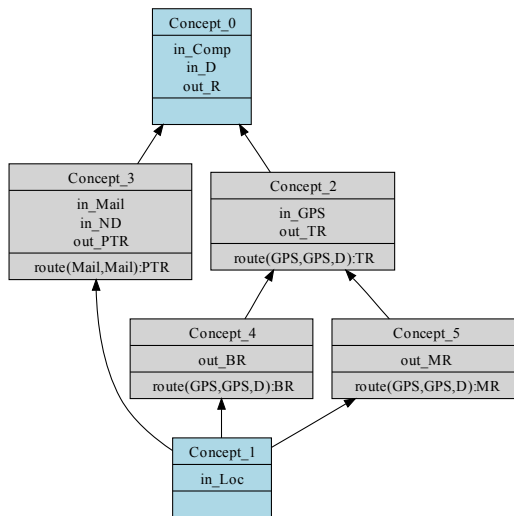 Concept_0
in_Comp
in_D
out_R
Concept_3
in_Mail
in_ND
out_PTR
route(Mail,Mail):PTR
Concept_2
in_GPS
out_TR
route(GPS,GPS,D):TR
Concept_4
out_BR
route(GPS,GPS,D):BR
Concept_5
out_MR
route(GPS,GPS,D):MR
Concept_1
in_Loc